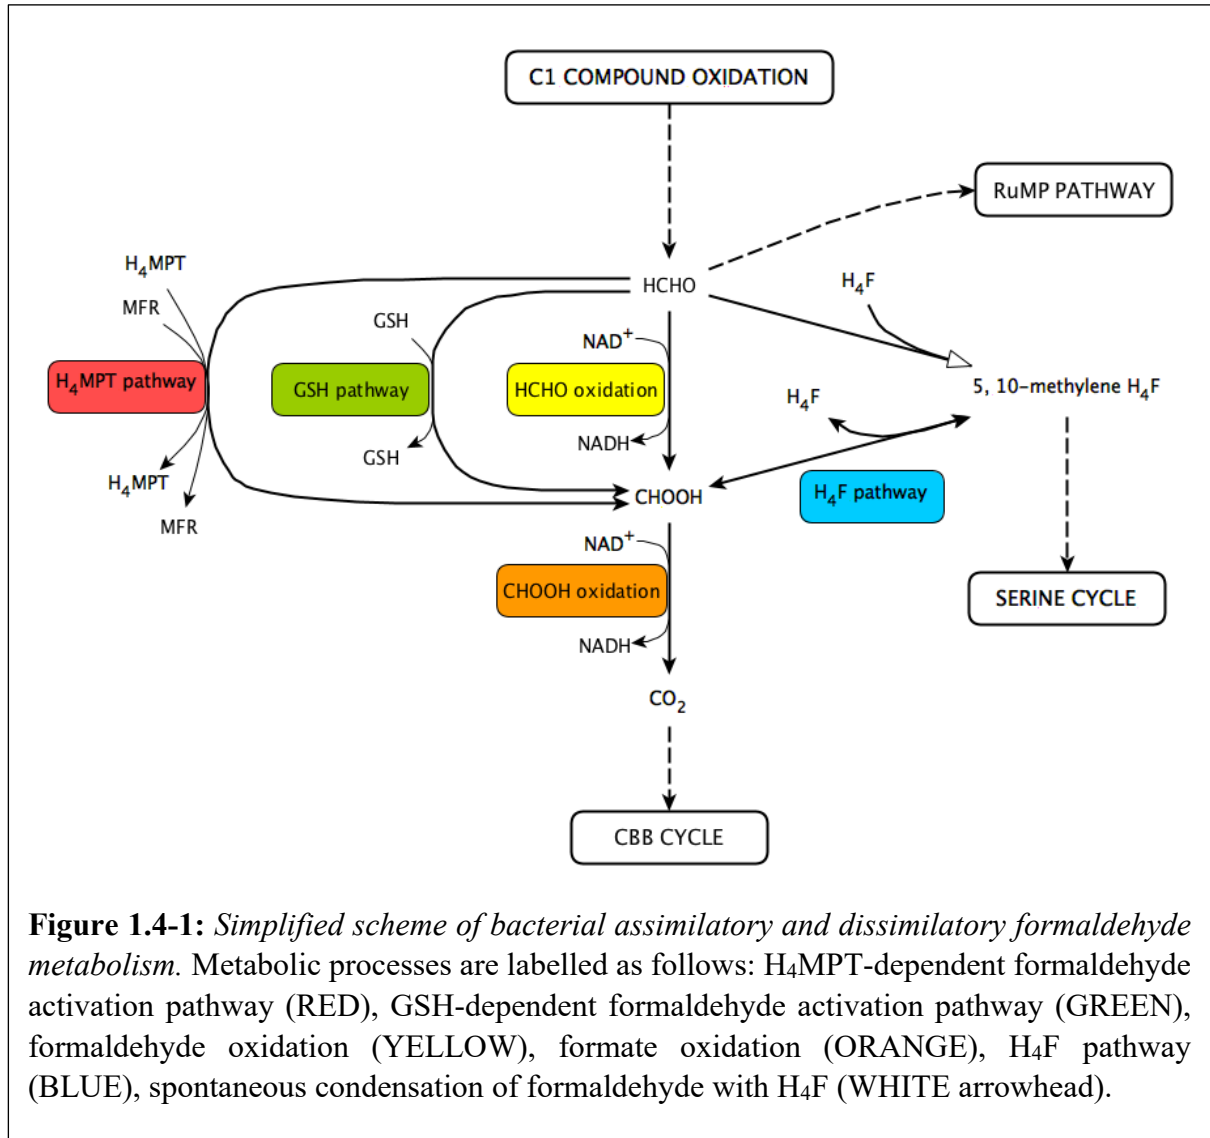 C1 COMPOUND OXIDATION
RuMP PATHWAY
H4MPT
HCHO
H4F
MFR
GSH
NAD+
H4MPT pathway
GSH pathway
HCHO oxidation
5, 10-methylene H4F
H4F
NADH
GSH
H4MPT
CHOOH
H4F pathway
MFR
NAD+
CHOOH oxidation
SERINE CYCLE
NADH
CO2
CBB CYCLE
Figure 1.4-1: Simplified scheme of bacterial assimilatory and dissimilatory formaldehyde
metabolism. Metabolic processes are labelled as follows: H4MPT-dependent formaldehyde
activation pathway (RED), GSH-dependent formaldehyde activation pathway (GREEN),
formaldehyde oxidation (YELLOW), formate oxidation (ORANGE), H4F pathway
(BLUE), spontaneous condensation of formaldehyde with H4F (WHITE arrowhead).